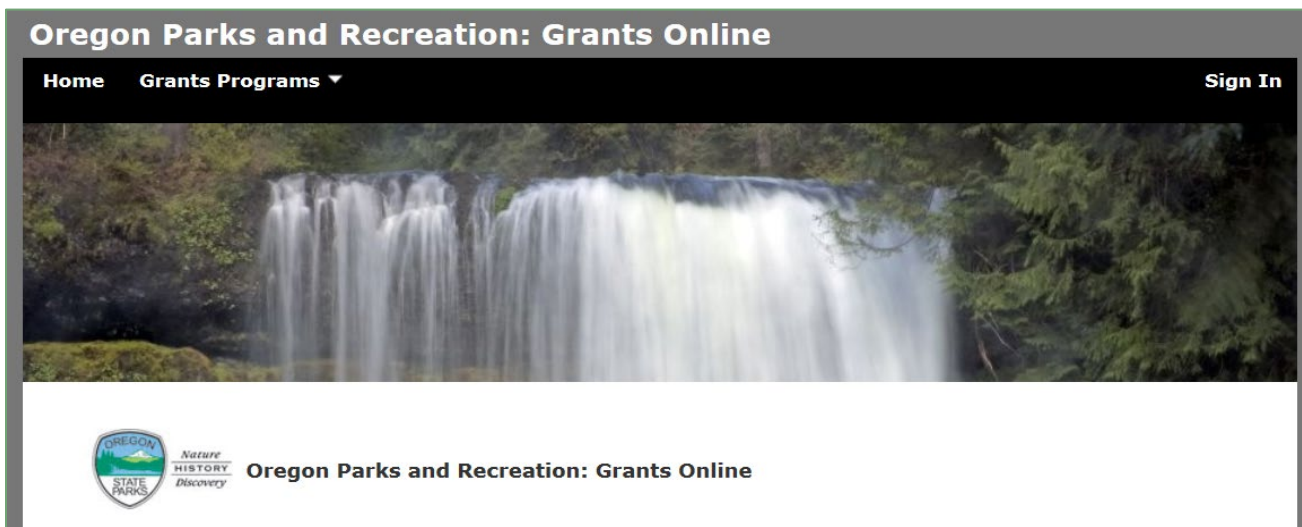 Oregon Parks and Recreation: Grants Online
Home Grants Programs Sign In
OREGON
STATE
PARKS
Nature
HISTORY
Discovery
Oregon Parks and Recreation: Grants Online